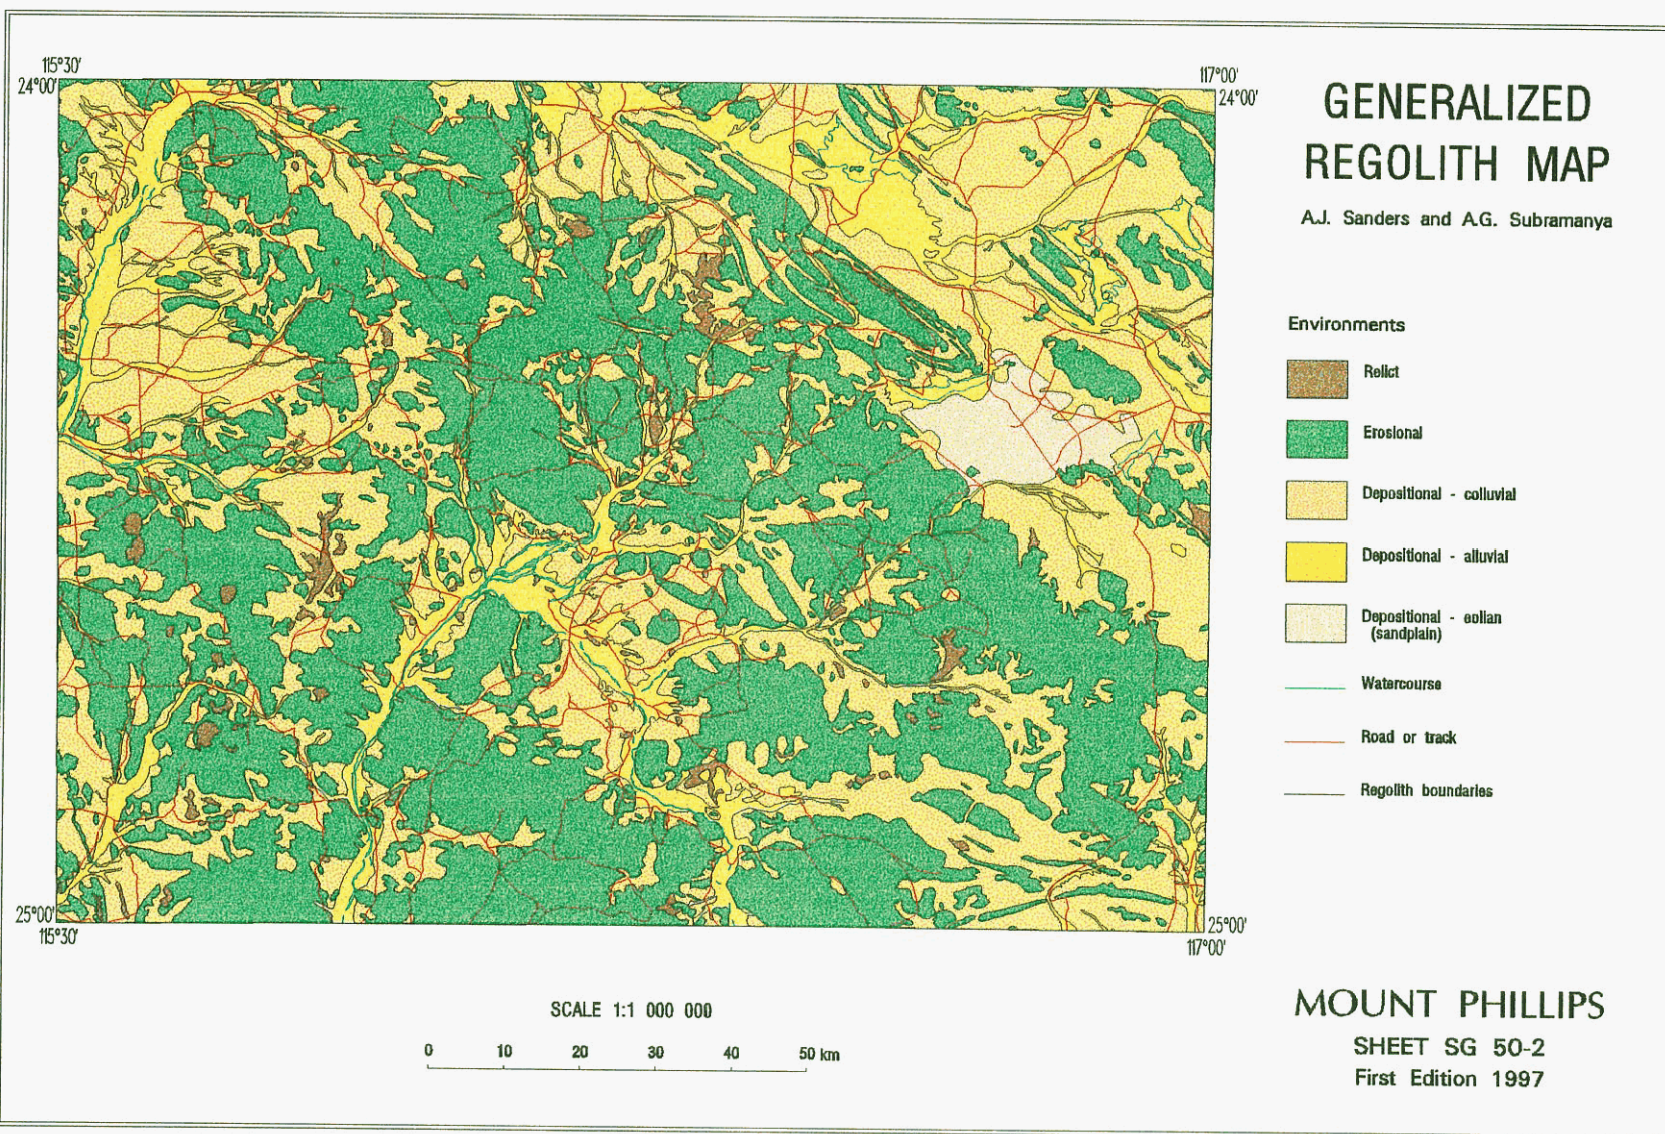 115°30'
24°00'
117°00'
24°00'
GENERALIZED
REGOLITH MAP
A.J. Sanders and A.G. Subramanya
Environments
Relict
Erosional
Depositional - colluvial
Depositional - alluvial
Depositional - eolian
(sandplain)
Watercourse
Road or track
Regolith boundaries
25°00'
115°30'
25°00'
117°00'
SCALE 1:1 000 000
0 10 20 30 40 50 km
MOUNT PHILLIPS
SHEET SG 50-2
First Edition 1997